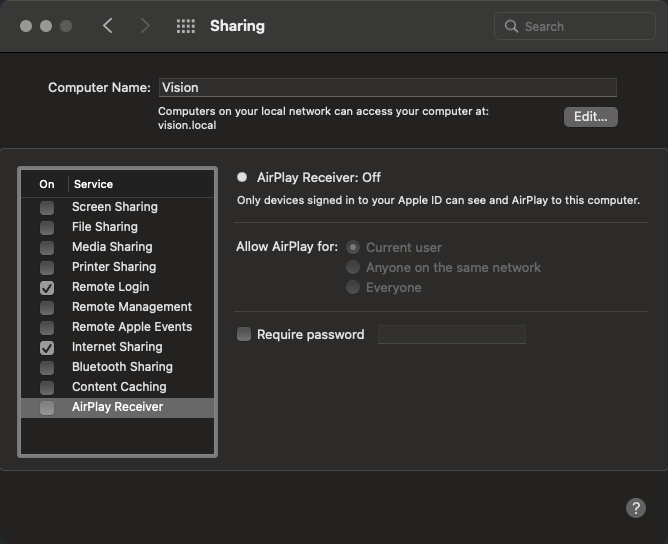 Sharing
Search
Computer Name: Vision
Computers on your local network can access your computer at:
vision.local
Edit...
On Service
Screen Sharing
File Sharing
Media Sharing
Printer Sharing
Remote Login
Remote Management
Remote Apple Events
Internet Sharing
Bluetooth Sharing
Content Caching
AirPlay Receiver
AirPlay Receiver: Off
Only devices signed in to your Apple ID can see and AirPlay to this computer.
Allow AirPlay for: Current user
Anyone on the same network
Everyone
Require password
?